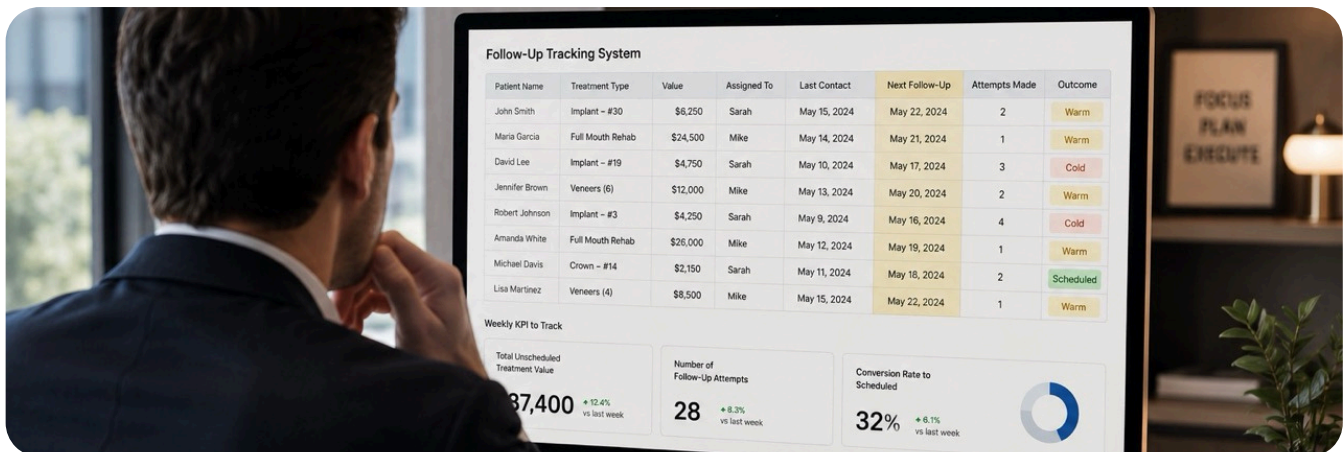 Follow-Up Tracking System
Patient Name Treatment Type Value Assigned To Last Contact Next Follow-Up Attempts Made Outcome
John Smith Implant – #30 $6,250 Sarah May 15, 2024 May 22, 2024 2 Warm
Maria Garcia Full Mouth Rehab $24,500 Mike May 14, 2024 May 21, 2024 1 Warm
David Lee Implant – #19 $4,750 Sarah May 10, 2024 May 17, 2024 3 Cold
Jennifer Brown Veneers (6) $12,000 Mike May 13, 2024 May 20, 2024 2 Warm
Robert Johnson Implant – #3 $4,250 Sarah May 9, 2024 May 16, 2024 4 Cold
Amanda White Full Mouth Rehab $26,000 Mike May 12, 2024 May 19, 2024 1 Warm
Michael Davis Crown – #14 $2,150 Sarah May 11, 2024 May 18, 2024 2 Scheduled
Lisa Martinez Veneers (4) $8,500 Mike May 15, 2024 May 22, 2024 1 Warm
Weekly KPI to Track
Total Unscheduled
Treatment Value
37,400 +12.4%
vs last week
Number of
Follow-Up Attempts
28 +8.3%
vs last week
Conversion Rate to
Scheduled
32% +6.1%
vs last week
FOCUS
PLAN
EXECUTE